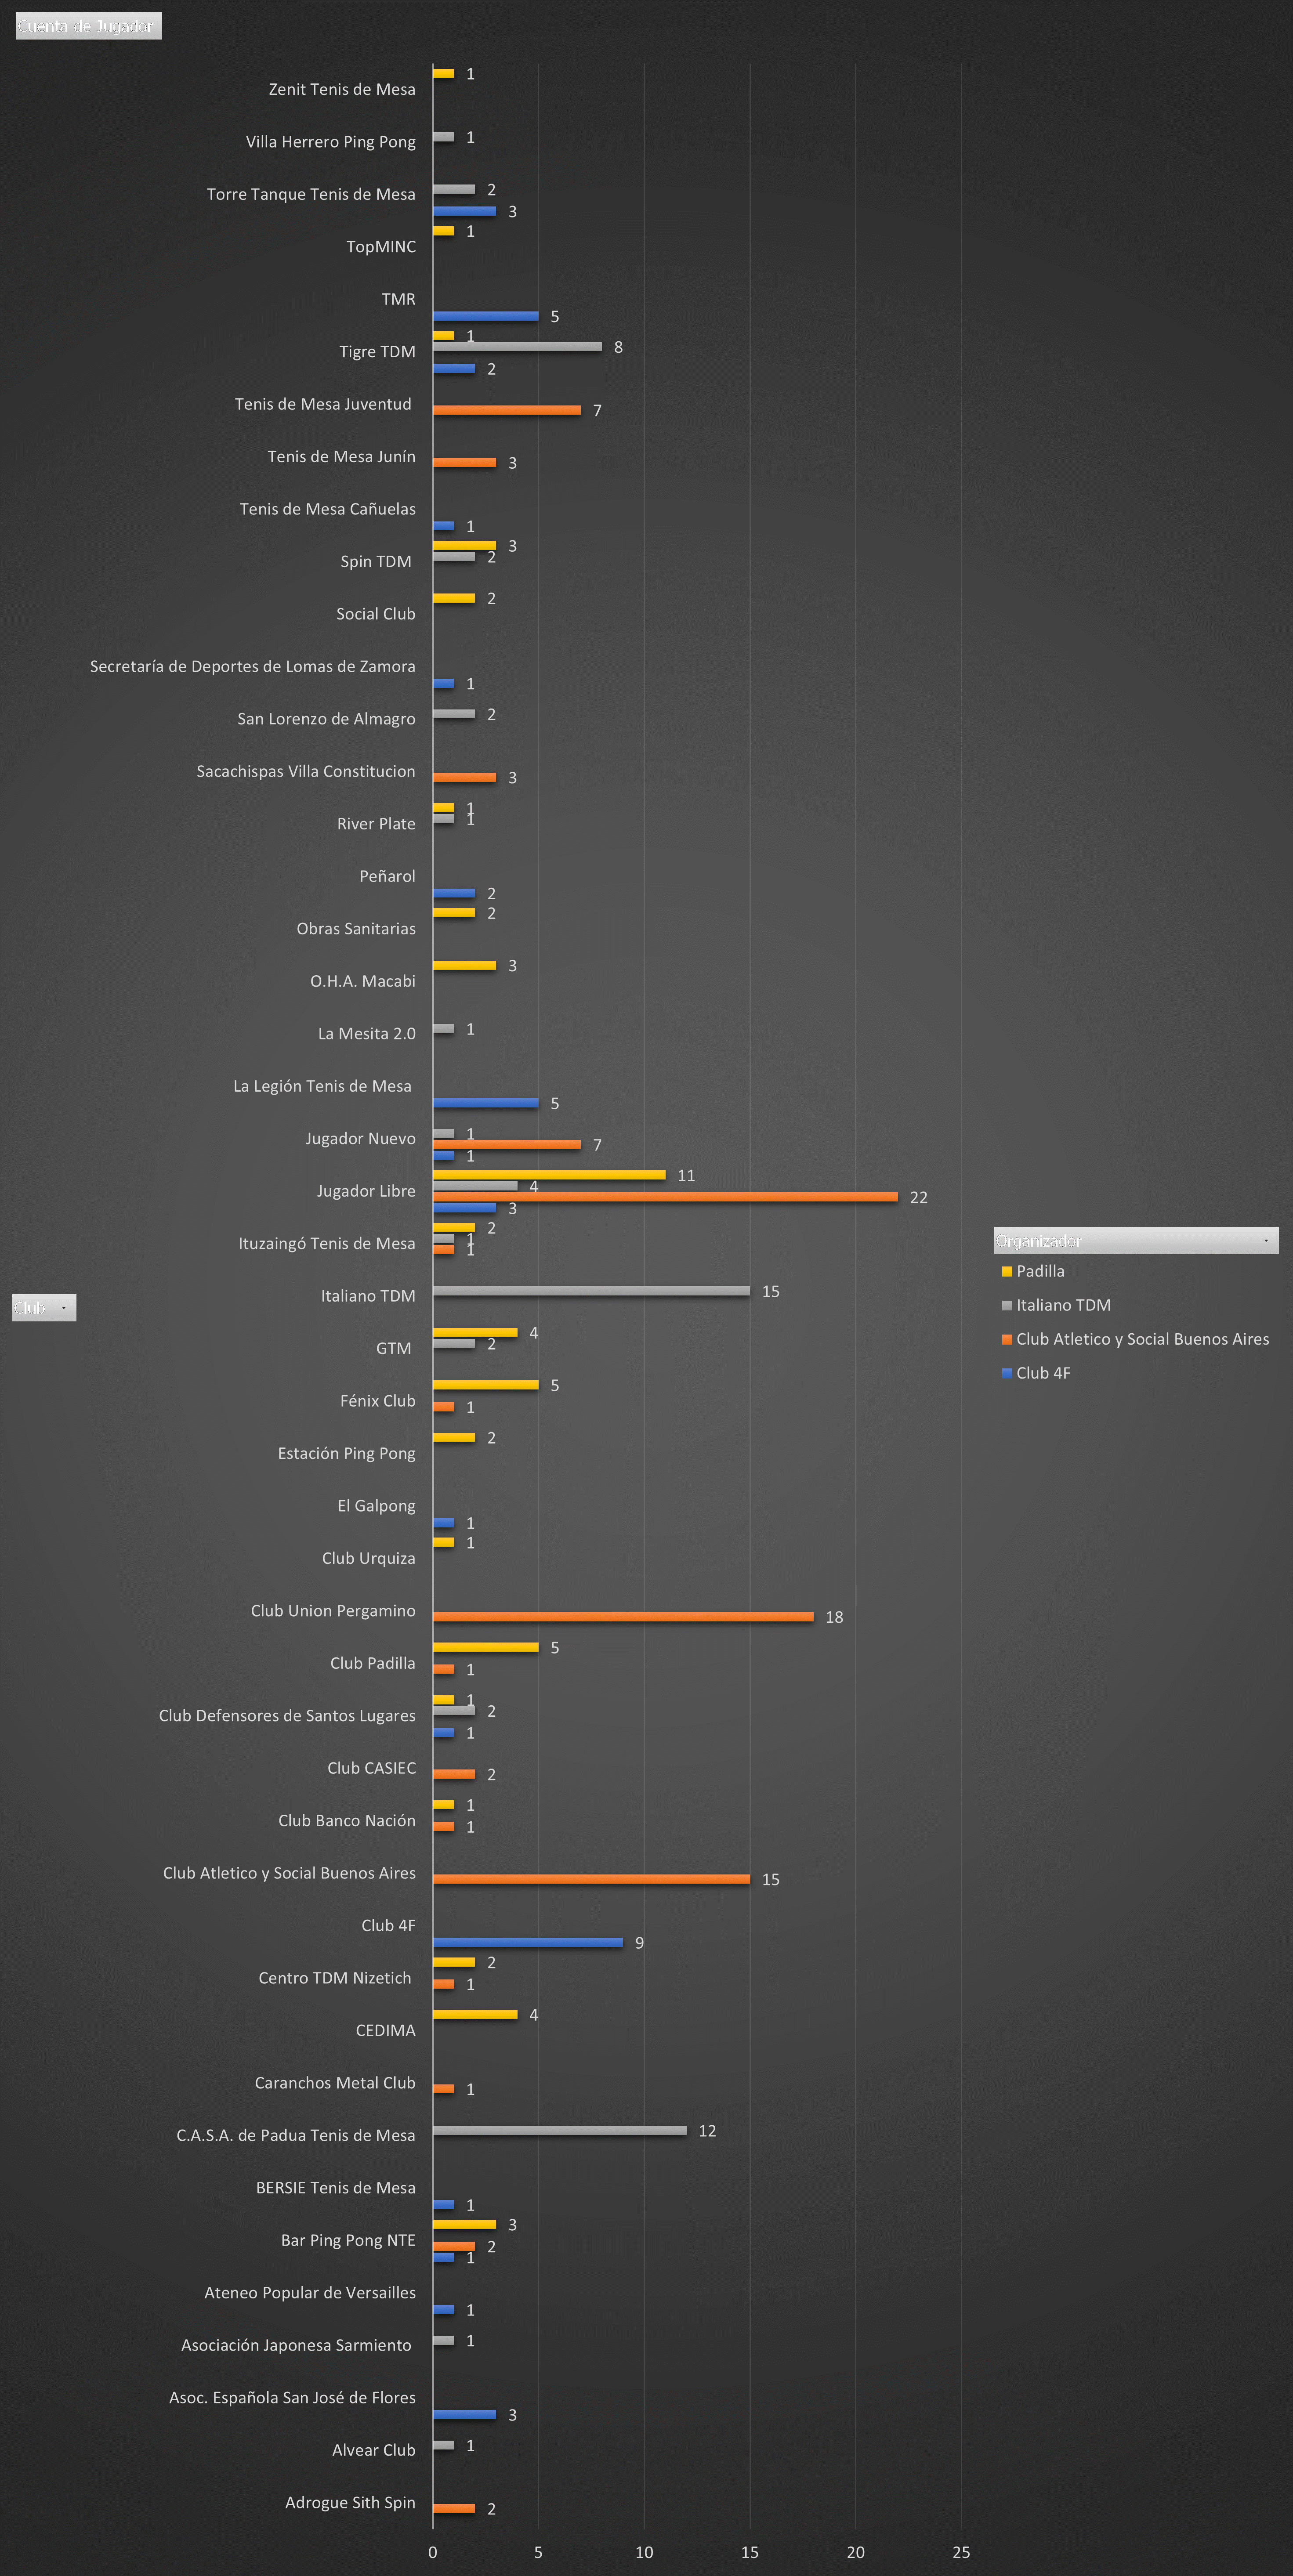 Cuenta de Jugador
Zenit Tenis de Mesa
1
Villa Herrero Ping Pong
1
Torre Tanque Tenis de Mesa
2
3
TopMINC
1
TMR
5
Tigre TDM
1
8
2
Tenis de Mesa Juventud
7
Tenis de Mesa Junín
3
Tenis de Mesa Cañuelas
1
Spin TDM
3
2
Social Club
2
Secretaría de Deportes de Lomas de Zamora
1
San Lorenzo de Almagro
2
Sacachispas Villa Constitucion
3
River Plate
1
1
Peñarol
2
Obras Sanitarias
2
O.H.A. Macabi
3
La Mesita 2.0
1
La Legión Tenis de Mesa
5
Jugador Nuevo
1
7
1
Jugador Libre
11
4
22
3
Ituzaingó Tenis de Mesa
2
1
1
Italiano TDM
15
GTM
4
2
Fénix Club
5
1
Estación Ping Pong
2
El Galpong
1
Club Urquiza
1
Club Union Pergamino
18
Club Padilla
5
1
Club Defensores de Santos Lugares
1
2
1
Club CASIEC
2
Club Banco Nación
1
1
Club Atletico y Social Buenos Aires
15
Club 4F
9
Centro TDM Nizetich
2
1
CEDIMA
4
Caranchos Metal Club
1
C.A.S.A. de Padua Tenis de Mesa
12
BERSIE Tenis de Mesa
1
Bar Ping Pong NTE
3
2
1
Ateneo Popular de Versailles
1
Asociación Japonesa Sarmiento
1
Asoc. Española San José de Flores
3
Alvear Club
1
Adrogue Sith Spin
2
0 5 10 15 20 25
Club
Organizador
Padilla
Italiano TDM
Club Atletico y Social Buenos Aires
Club 4F